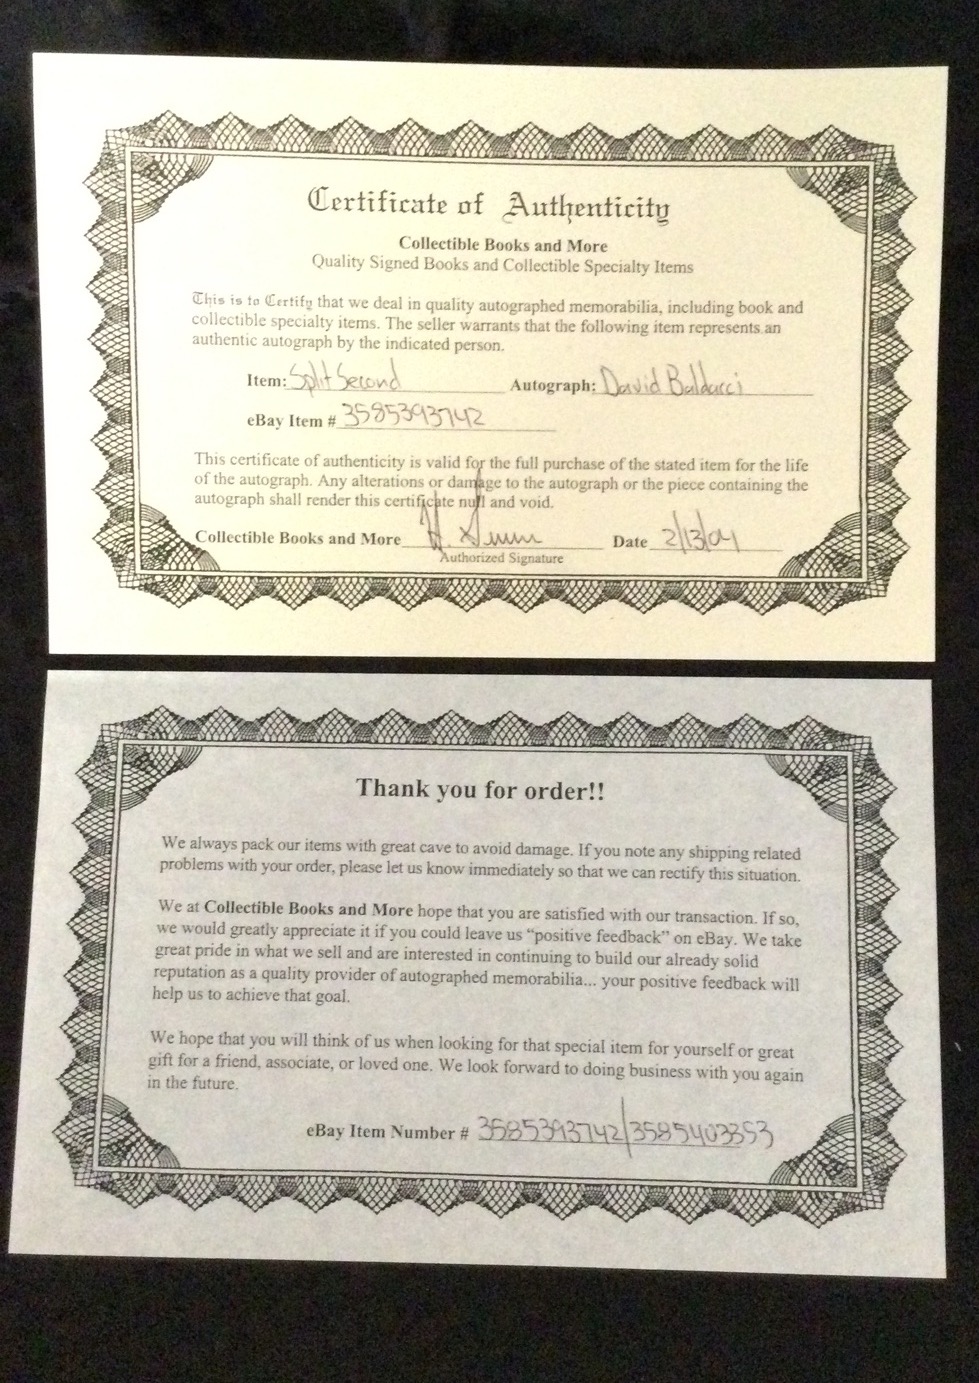 Certificate of Authenticity
Collectible Books and More
Quality Signed Books and Collectible Specialty Items
This is to Certify that we deal in quality autographed memorabilia, including book and
collectible specialty items. The seller warrants that the following item represents an
authentic autograph by the indicated person.
Item: Split Second Autograph: David Baldacci
eBay Item # 3585393742
This certificate of authenticity is valid for the full purchase of the stated item for the life
of the autograph. Any alterations or damage to the autograph or the piece containing the
autograph shall render this certificate null and void.
Collectible Books and More H. Date 2/13/04
Authorized Signature
Thank you for order!!
We always pack our items with great cave to avoid damage. If you note any shipping related
problems with your order, please let us know immediately so that we can rectify this situation.
We at Collectible Books and More hope that you are satisfied with our transaction. If so,
we would greatly appreciate it if you could leave us “positive feedback” on eBay. We take
great pride in what we sell and are interested in continuing to build our already solid
reputation as a quality provider of autographed memorabilia... your positive feedback will
help us to achieve that goal.
We hope that you will think of us when looking for that special item for yourself or great
gift for a friend, associate, or loved one. We look forward to doing business with you again
in the future.
eBay Item Number # 3585393742/3585403353